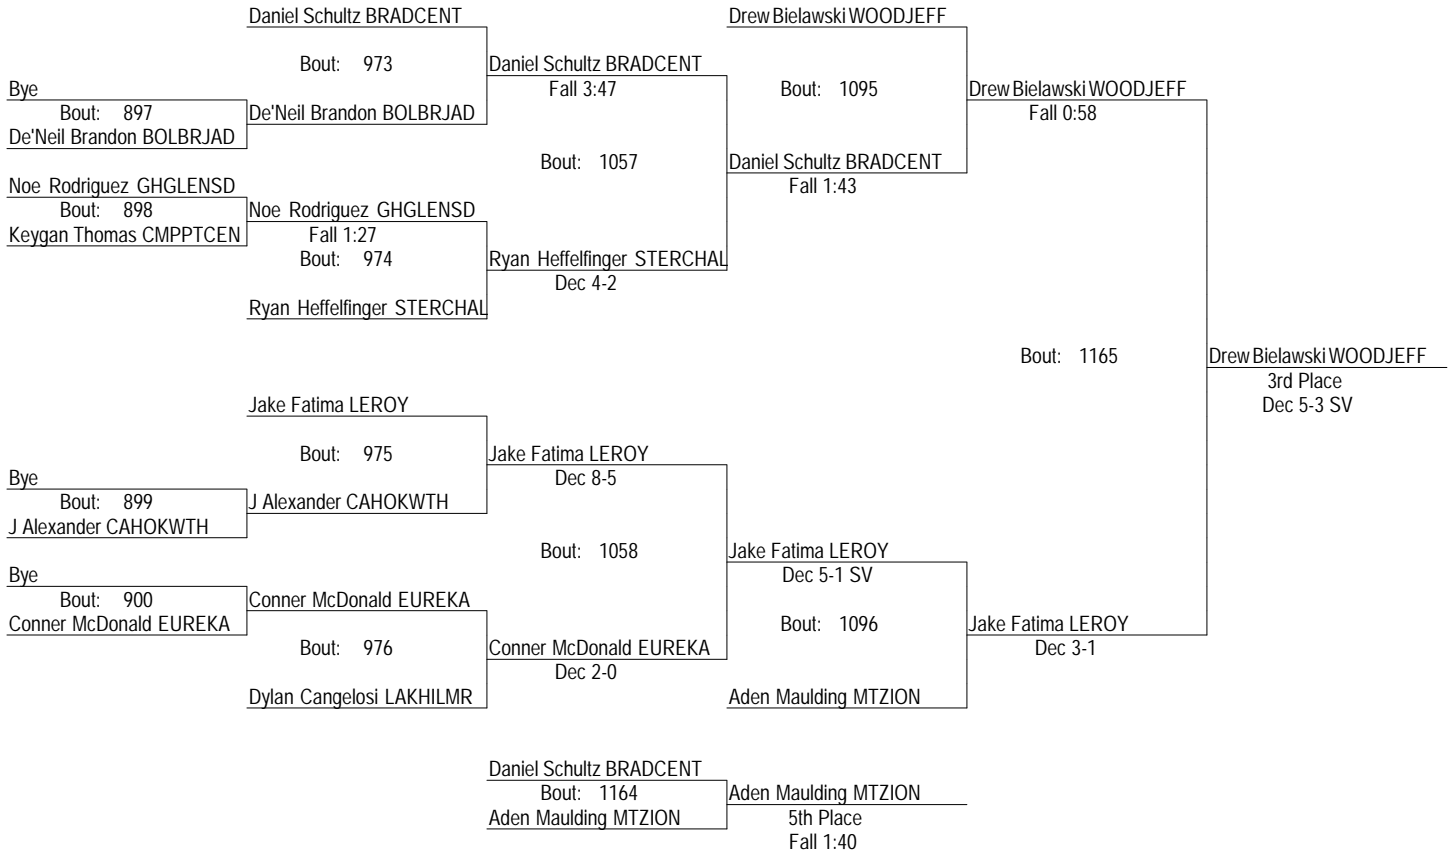 Daniel Schultz BRADCENT
Drew Bielawski WOODJEFF
Bout: 973
Daniel Schultz BRADCENT
Bye
Fall 3:47
Bout: 1095
Drew Bielawski WOODJEFF
Bout: 897
De'Neil Brandon BOLBRJAD
Fall 0:58
De'Neil Brandon BOLBRJAD
Bout: 1057
Daniel Schultz BRADCENT
Noe Rodriguez GHGLENSD
Fall 1:43
Bout: 898
Noe Rodriguez GHGLENSD
Keygan Thomas CMPPTCEN
Fall 1:27
Bout: 974
Ryan Heffelfinger STERCHAL
Dec 4-2
Ryan Heffelfinger STERCHAL
Bout: 1165
Drew Bielawski WOODJEFF
3rd Place
Dec 5-3 SV
Jake Fatima LEROY
Bout: 975
Jake Fatima LEROY
Bye
Dec 8-5
Bout: 899
J Alexander CAHOKWTH
J Alexander CAHOKWTH
Bout: 1058
Jake Fatima LEROY
Bye
Dec 5-1 SV
Bout: 900
Conner McDonald EUREKA
Conner McDonald EUREKA
Bout: 1096
Jake Fatima LEROY
Bout: 976
Conner McDonald EUREKA
Dec 3-1
Dec 2-0
Dylan Cangelosi LAKHILMR
Aden Maulding MTZION
Daniel Schultz BRADCENT
Bout: 1164
Aden Maulding MTZION
Aden Maulding MTZION
5th Place
Fall 1:40